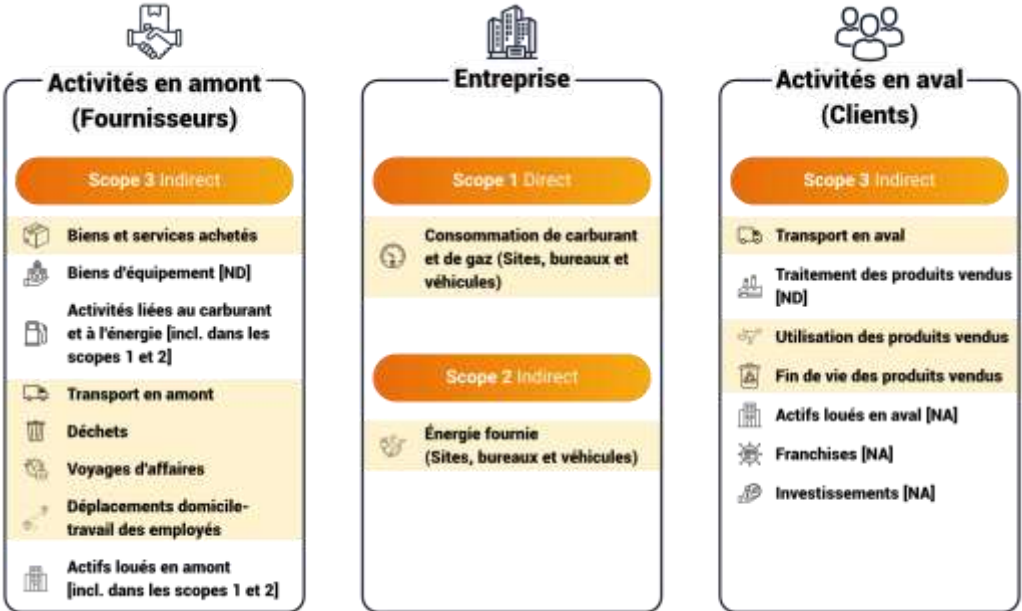 Activités en amont
(Fournisseurs)
Scope 3 Indirect
Biens et services achetés
Biens d'équipement [ND]
Activités liées au carburant
et à l'énergie [incl. dans les
scopes 1 et 2]
Transport en amont
Déchets
Voyages d'affaires
Déplacements domicile-
travail des employés
Actifs loués en amont
[incl. dans les scopes 1 et 2]
Entreprise
Scope 1 Direct
Consommation de carburant
et de gaz (Sites, bureaux et
véhicules)
Scope 2 Indirect
Énergie fournie
(Sites, bureaux et véhicules)
Activités en aval
(Clients)
Scope 3 Indirect
Transport en aval
Traitement des produits vendus
[ND]
Utilisation des produits vendus
Fin de vie des produits vendus
Actifs loués en aval [NA]
Franchises [NA]
Investissements [NA]